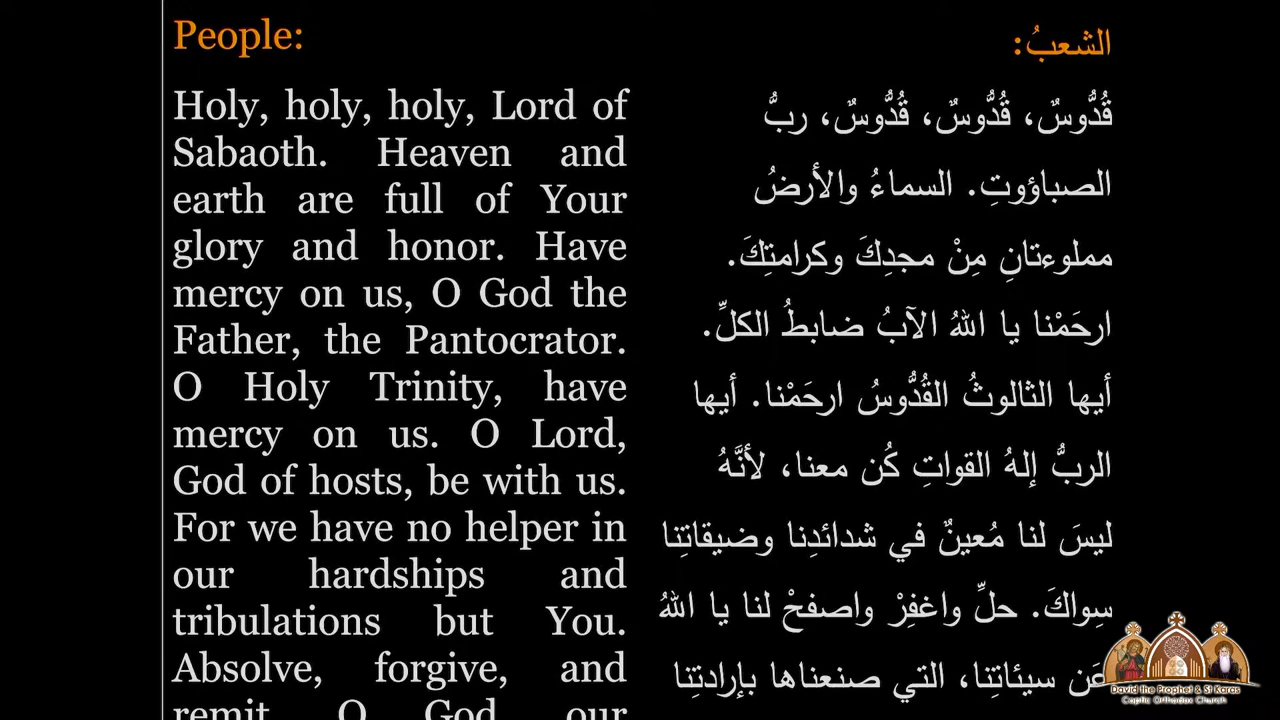 People:
Holy, holy, holy, Lord of
Sabaoth. Heaven and
earth are full of Your
glory and honor. Have
mercy on us, O God the
Father, the Pantocrator.
O Holy Trinity, have
mercy on us. O Lord,
God of hosts, be with us.
For we have no helper in
our hardships and
tribulations but You.
Absolve, forgive, and
remit, O God, our
الشعبُ:
قُدُّوسٌ، قُدُّوسٌ، قُدُّوسٌ، ربُّ
الصباؤوتِ. السماءُ والأرضُ
مملوءتانِ مِنْ مجدِكَ وكرامتِكَ.
ارحَمْنا يا اللهُ الآبُ ضابطُ الكلِّ.
أيها الثالوثُ القُدُّوسُ ارحَمْنا. أيها
الربُّ إلهُ القواتِ كُن معنا، لأنَّهُ
ليسَ لنا مُعينٌ في شدائدِنا وضيقاتِنا
سِواكَ. حلِّ واغفِرْ واصفحْ لنا يا اللهُ
عَن سيئاتِنا، التي صنعناها بإرادتِنا
David the Prophet & St Karas
Coptic Orthodox Church